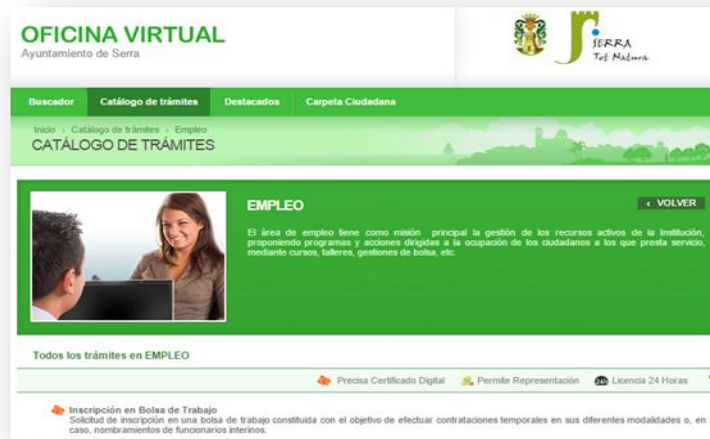 OFICINA VIRTUAL
Ayuntamiento de Serra
SERRA
Tot Natura
Buscador Catálogo de trámites Destacados Carpeta Ciudadana
Inicio › Catálogo de trámites › Empleo
CATÁLOGO DE TRÁMITES
EMPLEO
‹ VOLVER
El área de empleo tiene como misión principal la gestión de los recursos activos de la Institución,
proponiendo programas y acciones dirigidas a la ocupación de los ciudadanos a los que presta servicio,
mediante cursos, talleres, gestiones de bolsa, etc.
Todos los trámites en EMPLEO
Precisa Certificado Digital Permite Representación 24h Licencia 24 Horas
Inscripción en Bolsa de Trabajo
Solicitud de inscripción en una bolsa de trabajo constituida con el objetivo de efectuar contrataciones temporales en sus diferentes modalidades o, en
caso, nombramientos de funcionarios interinos.